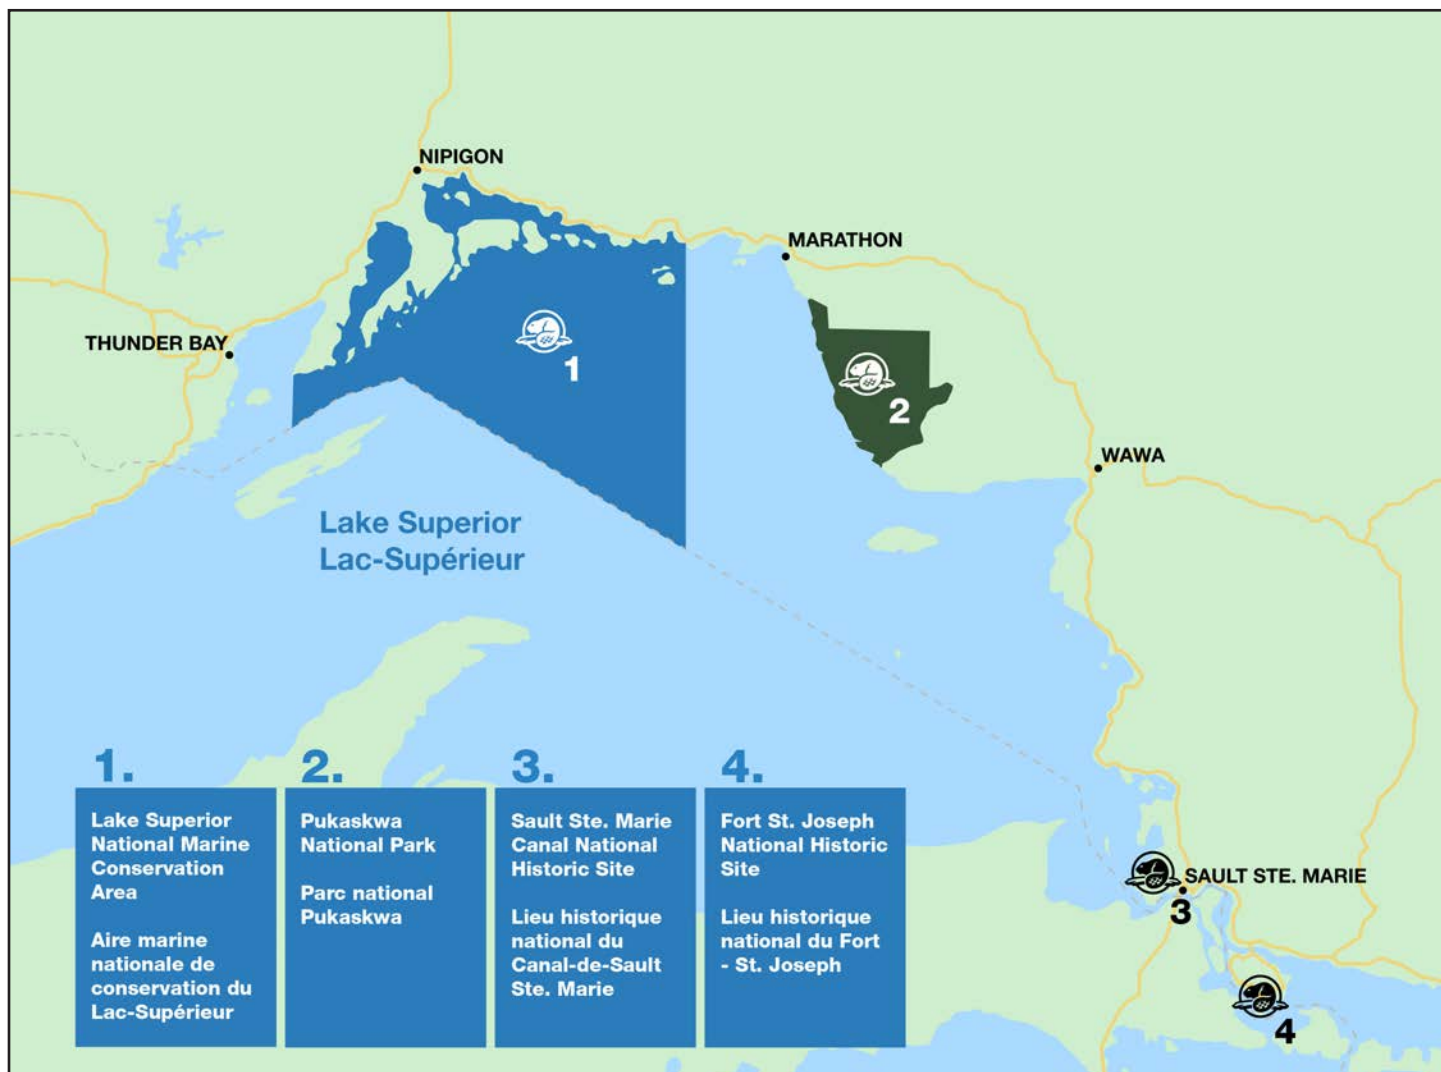 NIPIGON
MARATHON
THUNDER BAY
1
2
WAWA
Lake Superior
Lac-Supérieur
SAULT STE. MARIE
3
4
1.
Lake Superior
National Marine
Conservation
Area
Aire marine
nationale de
conservation du
Lac-Supérieur
2.
Pukaskwa
National Park
Parc national
Pukaskwa
3.
Sault Ste. Marie
Canal National
Historic Site
Lieu historique
national du
Canal-de-Sault
Ste. Marie
4.
Fort St. Joseph
National Historic
Site
Lieu historique
national du Fort
- St. Joseph